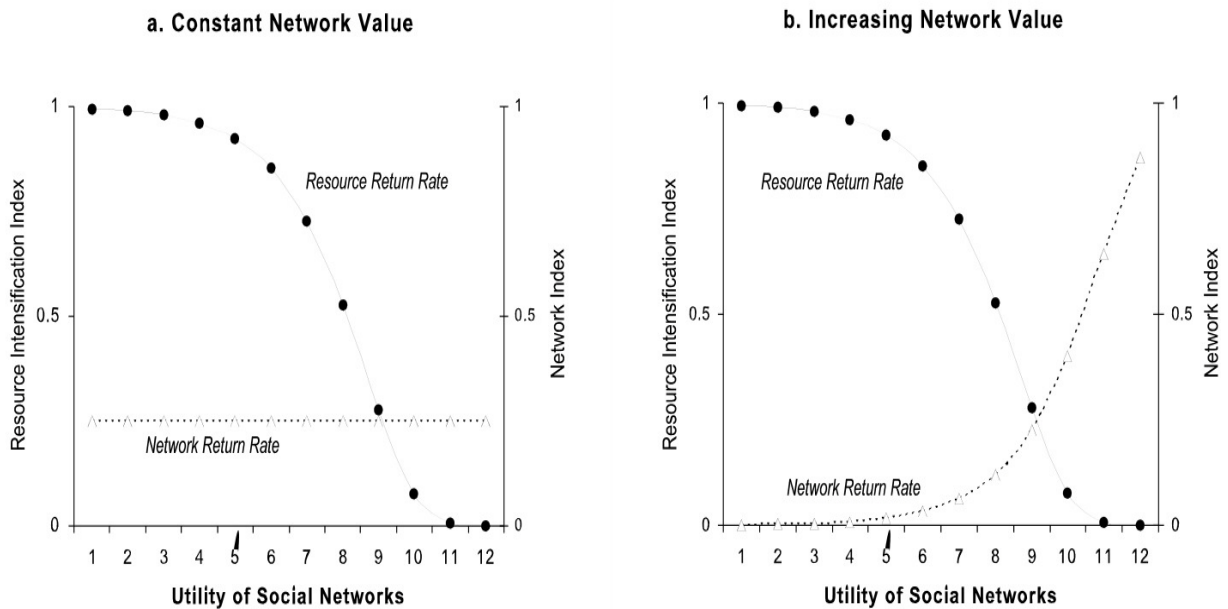 a. Constant Network Value
1
0.5
0
Resource Intensification Index
Resource Return Rate
Network Return Rate
1
0.5
0
Network Index
1 2 3 4 5 6 7 8 9 10 11 12
Utility of Social Networks
b. Increasing Network Value
1
0.5
0
Resource Intensification Index
Resource Return Rate
Network Return Rate
1
0.5
0
Network Index
1 2 3 4 5 6 7 8 9 10 11 12
Utility of Social Networks